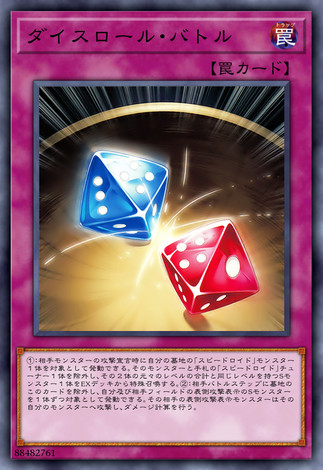 ダイスロール・バトル
トラップ
罠
【罠カード】
①:相手モンスターの攻撃宣言時に自分の墓地の「スピードロイド」モンスター
1体を対象として発動できる。そのモンスターと手札の「スピードロイド」チュ
ーナー1体を除外し、その2体の元々のレベルの合計と同じレベルを持つSモ
ンスター1体をEXデッキから特殊召喚する。②:相手バトルステップに墓地の
このカードを除外し、自分及び相手フィールドの表側攻撃表示のSモンスター
を1体ずつ対象として発動できる。その相手の表側攻撃表示モンスターはその
自分のモンスターへ攻撃し、ダメージ計算を行う。
88482761